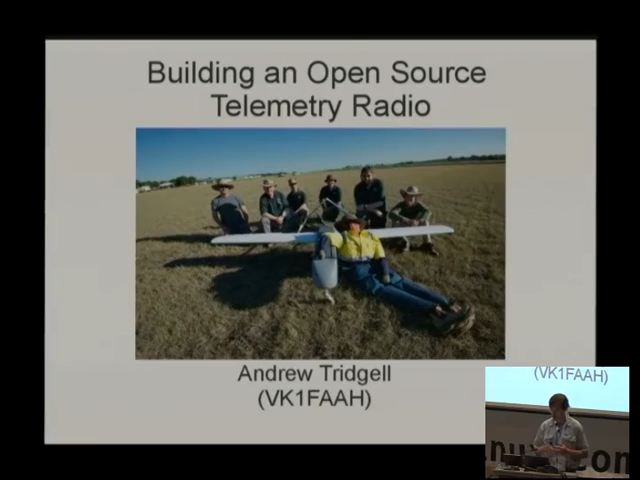 Building an Open Source
Telemetry Radio
Andrew Tridgell
(VK1FAAH)
(VK1FAAH)